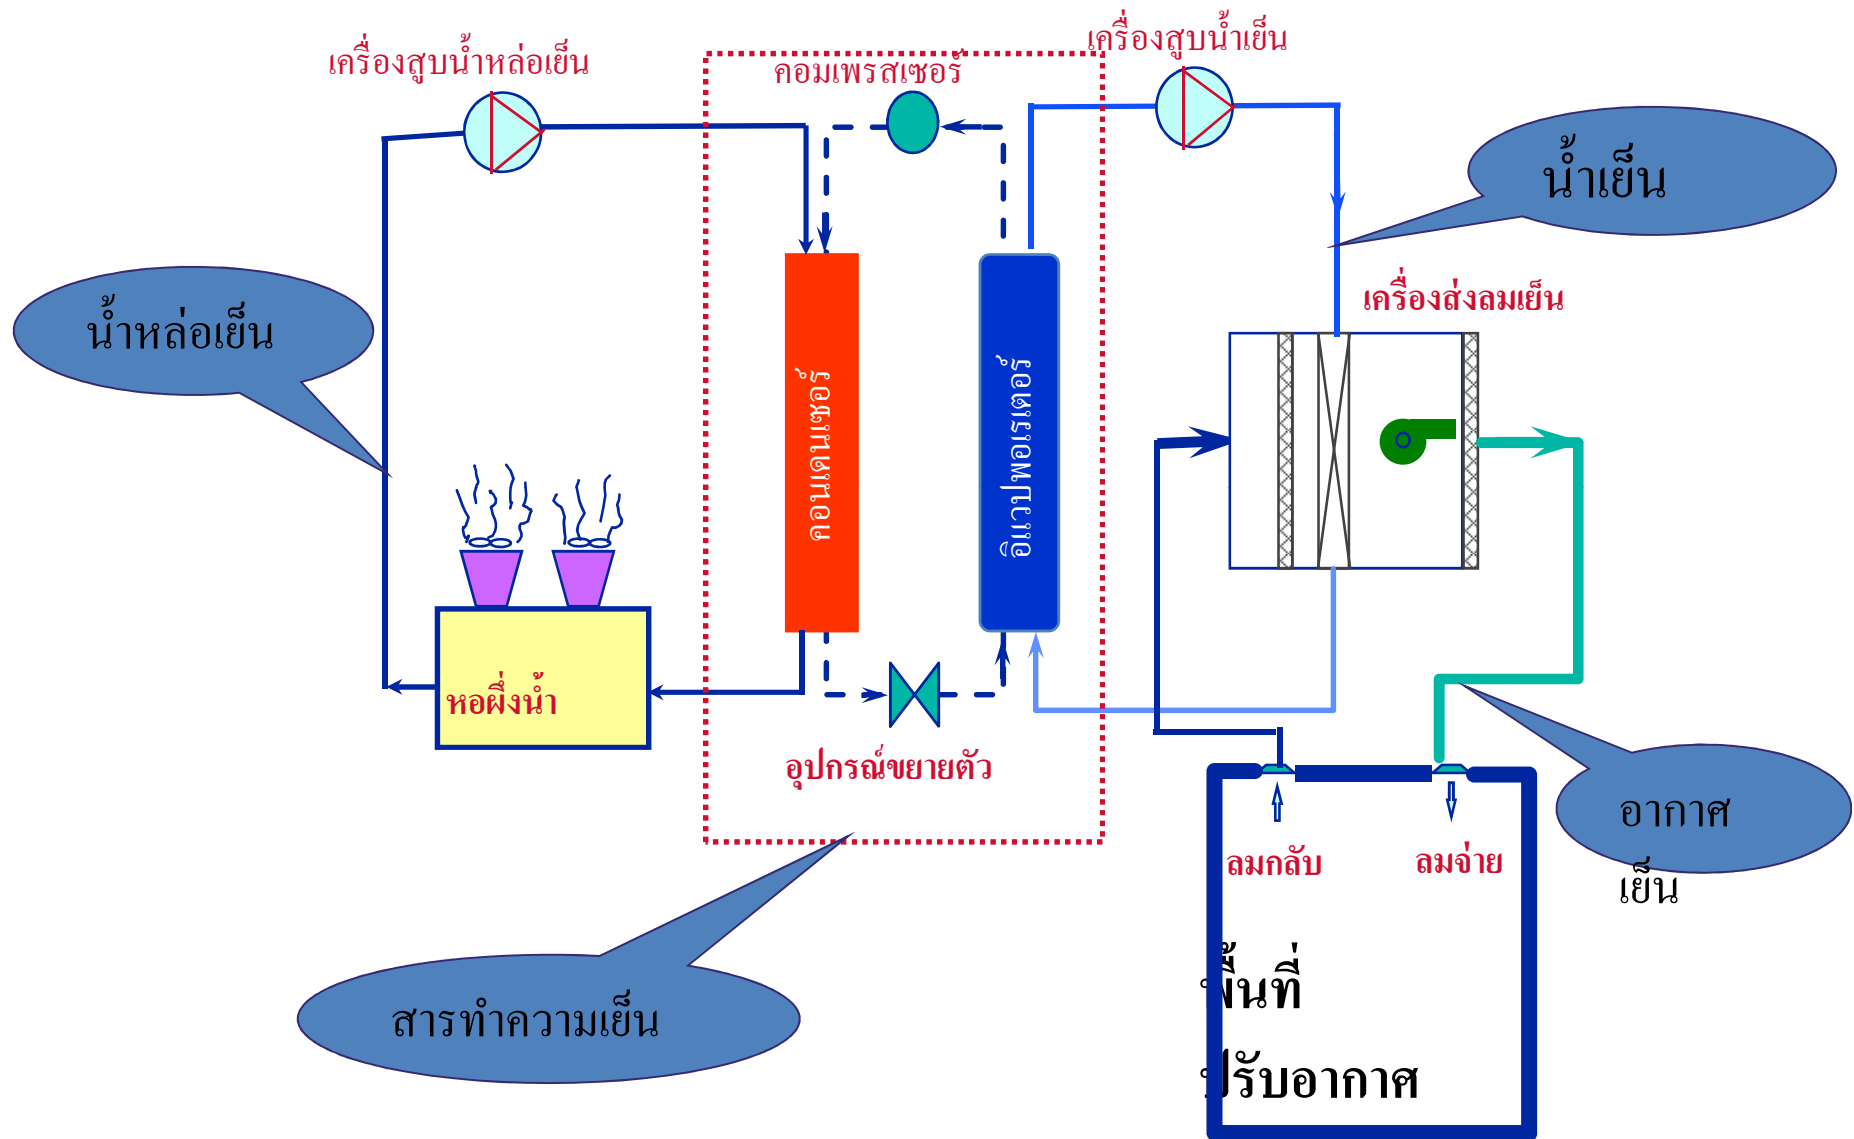 เครื่องสูบน้ำเย็น
เครื่องสูบน้ำหล่อเย็น
คอมเพรสเซอร์
น้ำเย็น
น้ำหล่อเย็น
เครื่องส่งลมเย็น
คอนเดนเซอร์
อิแวปพอเรเตอร์
หอผึ่งน้ำ
อุปกรณ์ขยายตัว
อากาศ
เย็น
ลมกลับ
ลมจ่าย
สารทำความเย็น
พื้นที่
ปรับอากาศ